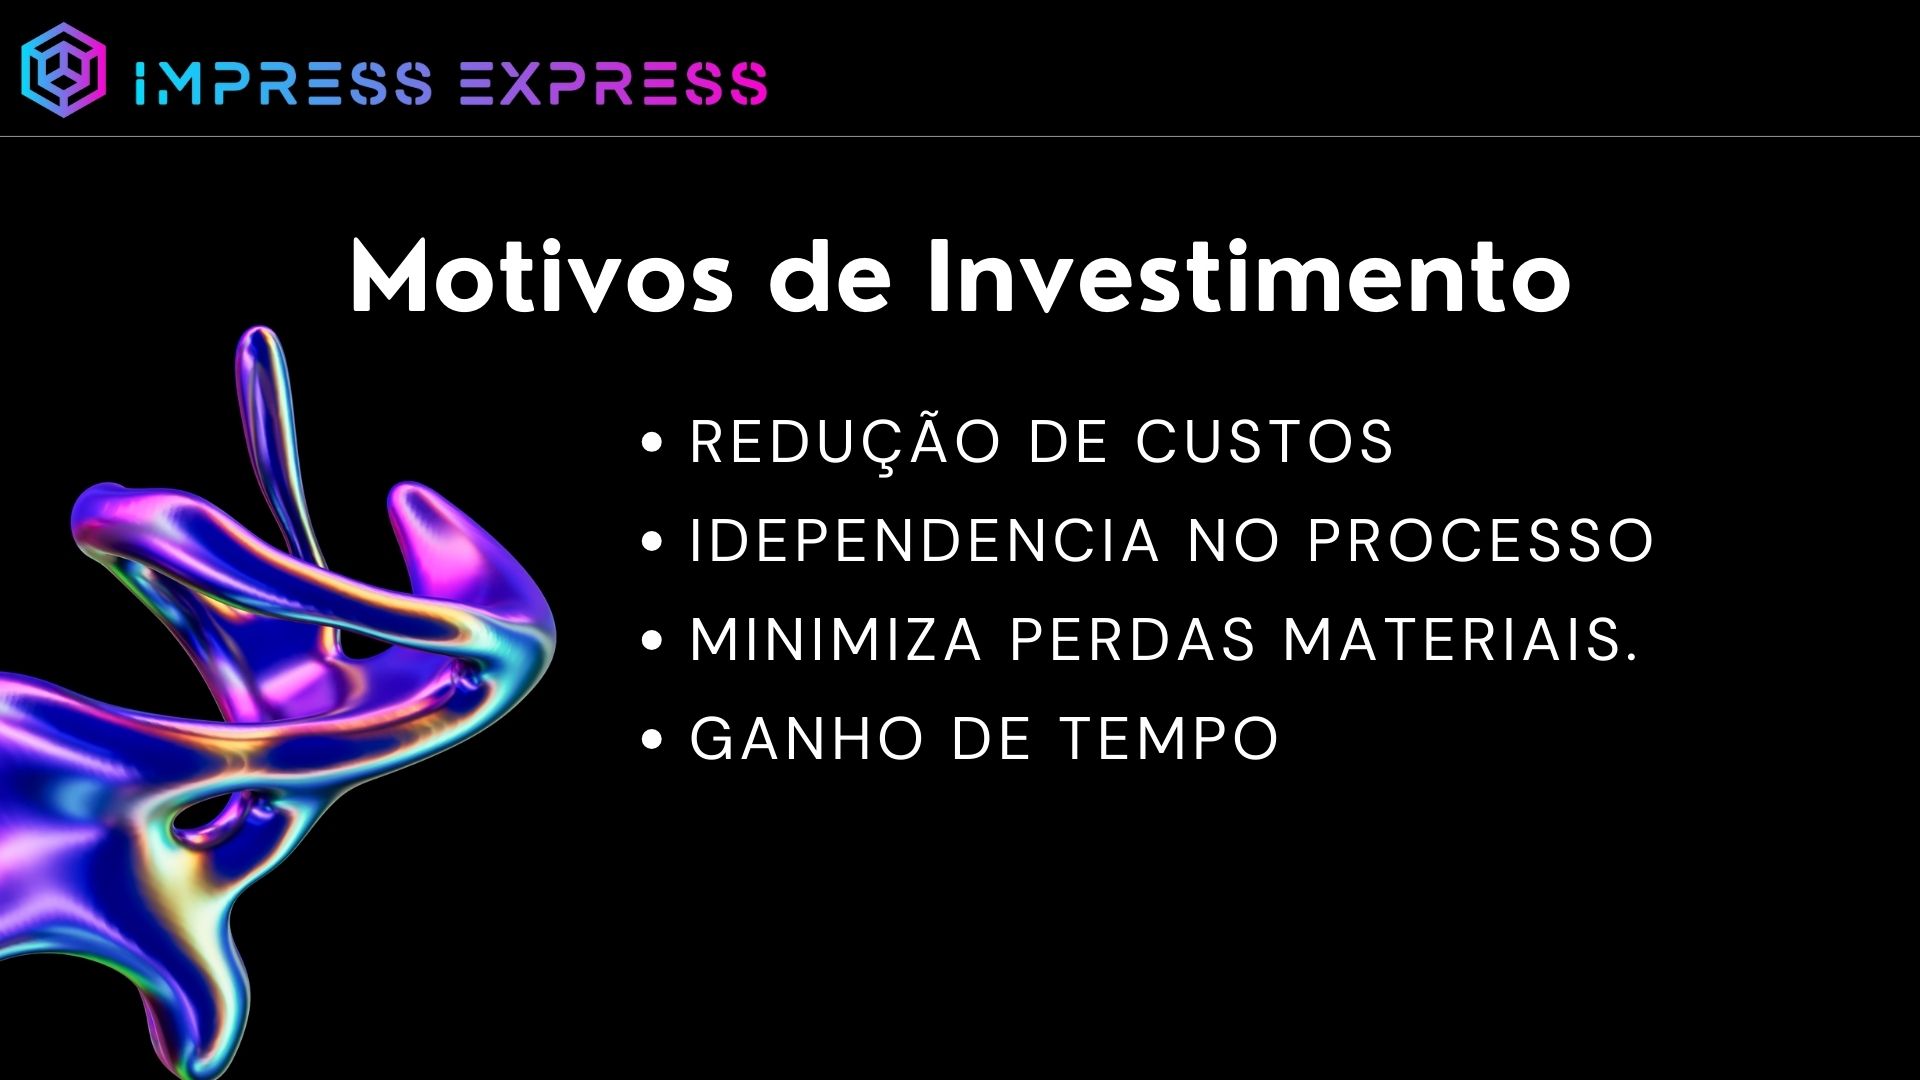 IMPRESS EXPRESS
Motivos de Investimento
• REDUÇÃO DE CUSTOS
• IDEPENDENCIA NO PROCESSO
• MINIMIZA PERDAS MATERIAIS.
• GANHO DE TEMPO